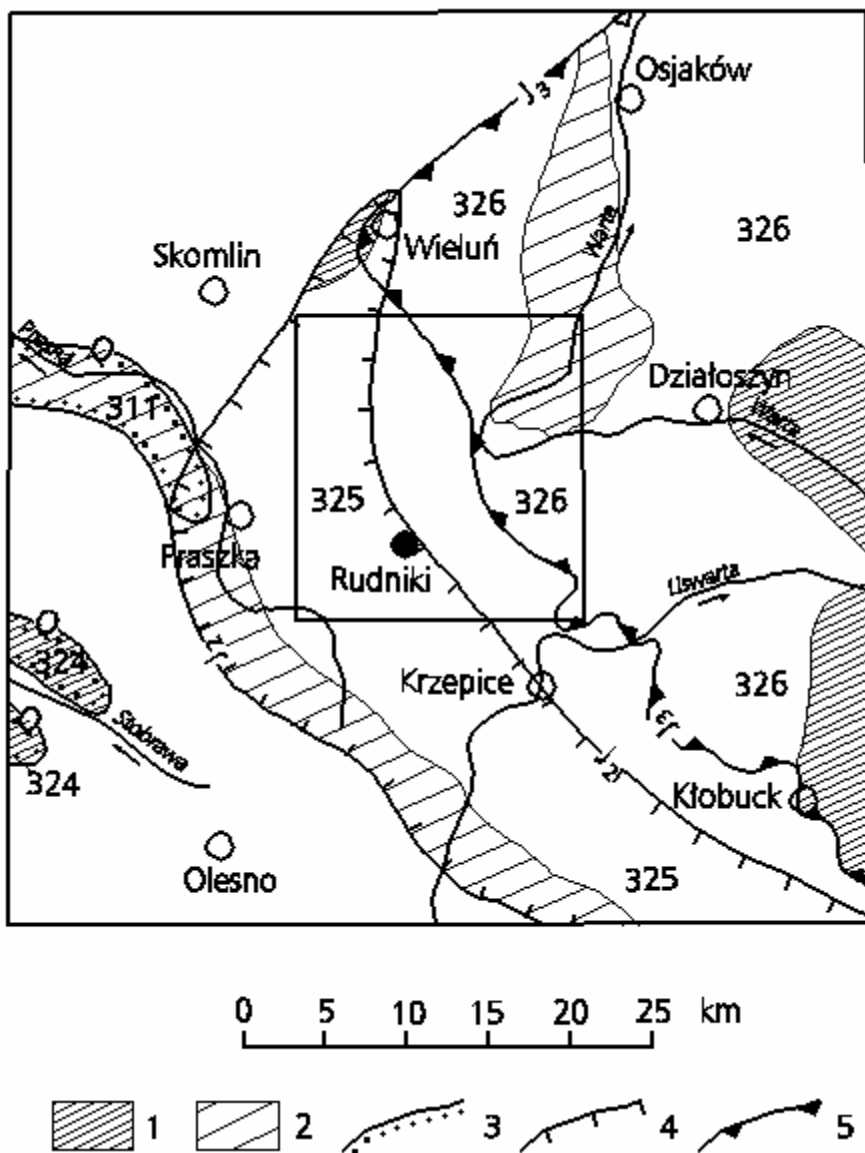 Osjaków
J3
326
Wieluń
Warta
326
Skomlin
Prosna
Działoszyn
Warta
311
325
326
Praszka
Rudniki
Liswarta
J2
324
Krzepice
326
J3
Stobrawa
J2
324
Kłobuck
Olesno
325
0 5 10 15 20 25 km
1 2 3 4 5